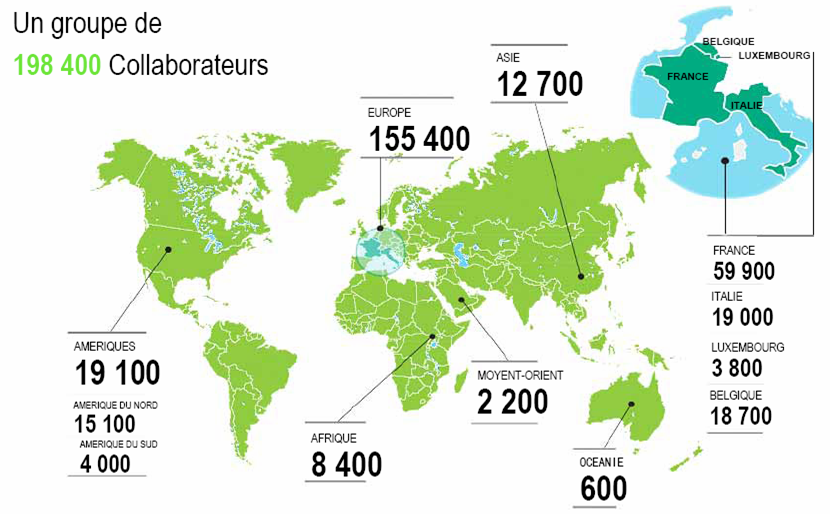 Un groupe de
198 400 Collaborateurs
ASIE
12 700
EUROPE
155 400
BELGIQUE
LUXEMBOURG
FRANCE
ITALIE
AMERIQUES
19 100
AMERIQUE DU NORD
15 100
AMERIQUE DU SUD
4 000
AFRIQUE
8 400
MOYENT-ORIENT
2 200
OCEANIE
600
FRANCE
59 900
ITALIE
19 000
LUXEMBOURG
3 800
BELGIQUE
18 700